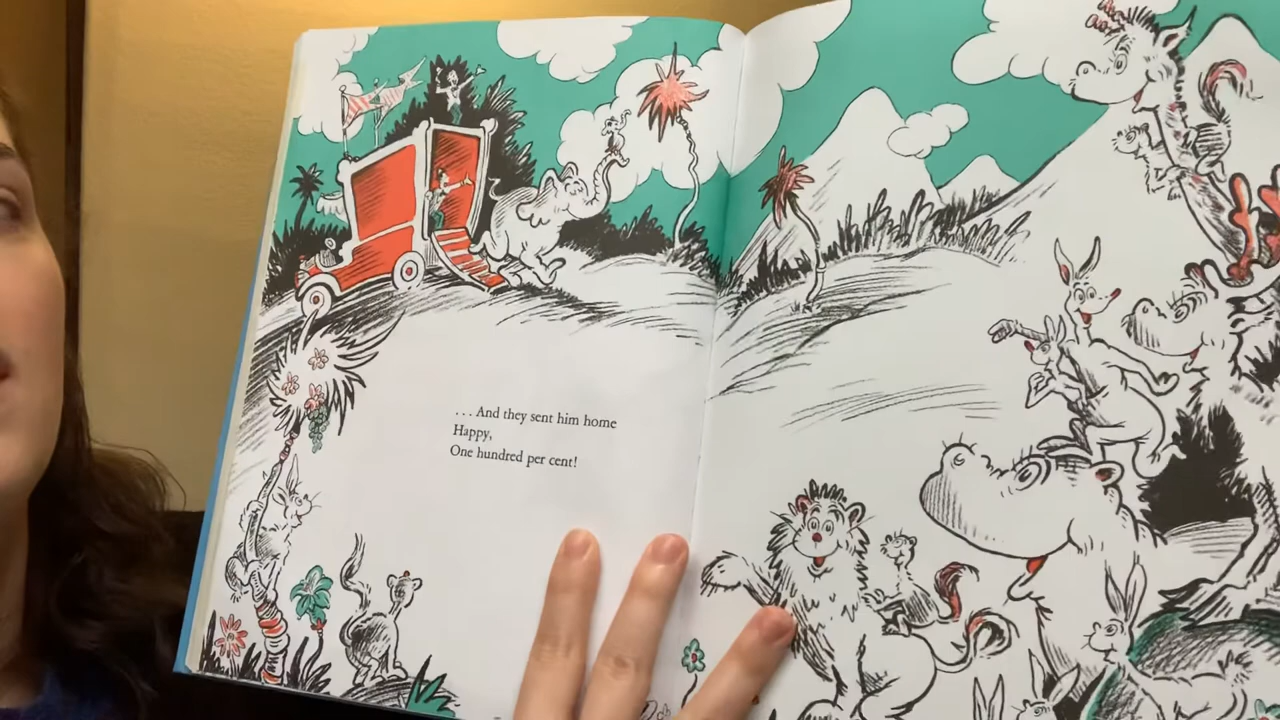 . . . And they sent him home
Happy,
One hundred per cent!